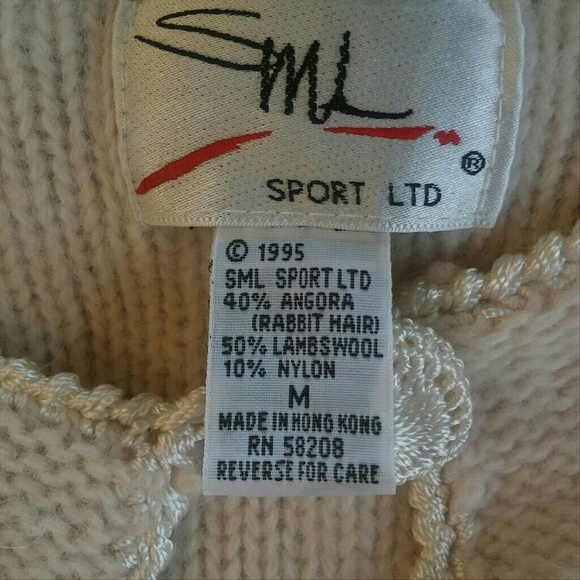 SML
®
SPORT LTD
© 1995
SML SPORT LTD
40% ANGORA
(RABBIT HAIR)
50% LAMBSWOOL
10% NYLON
M
MADE IN HONG KONG
RN 58208
REVERSE FOR CARE